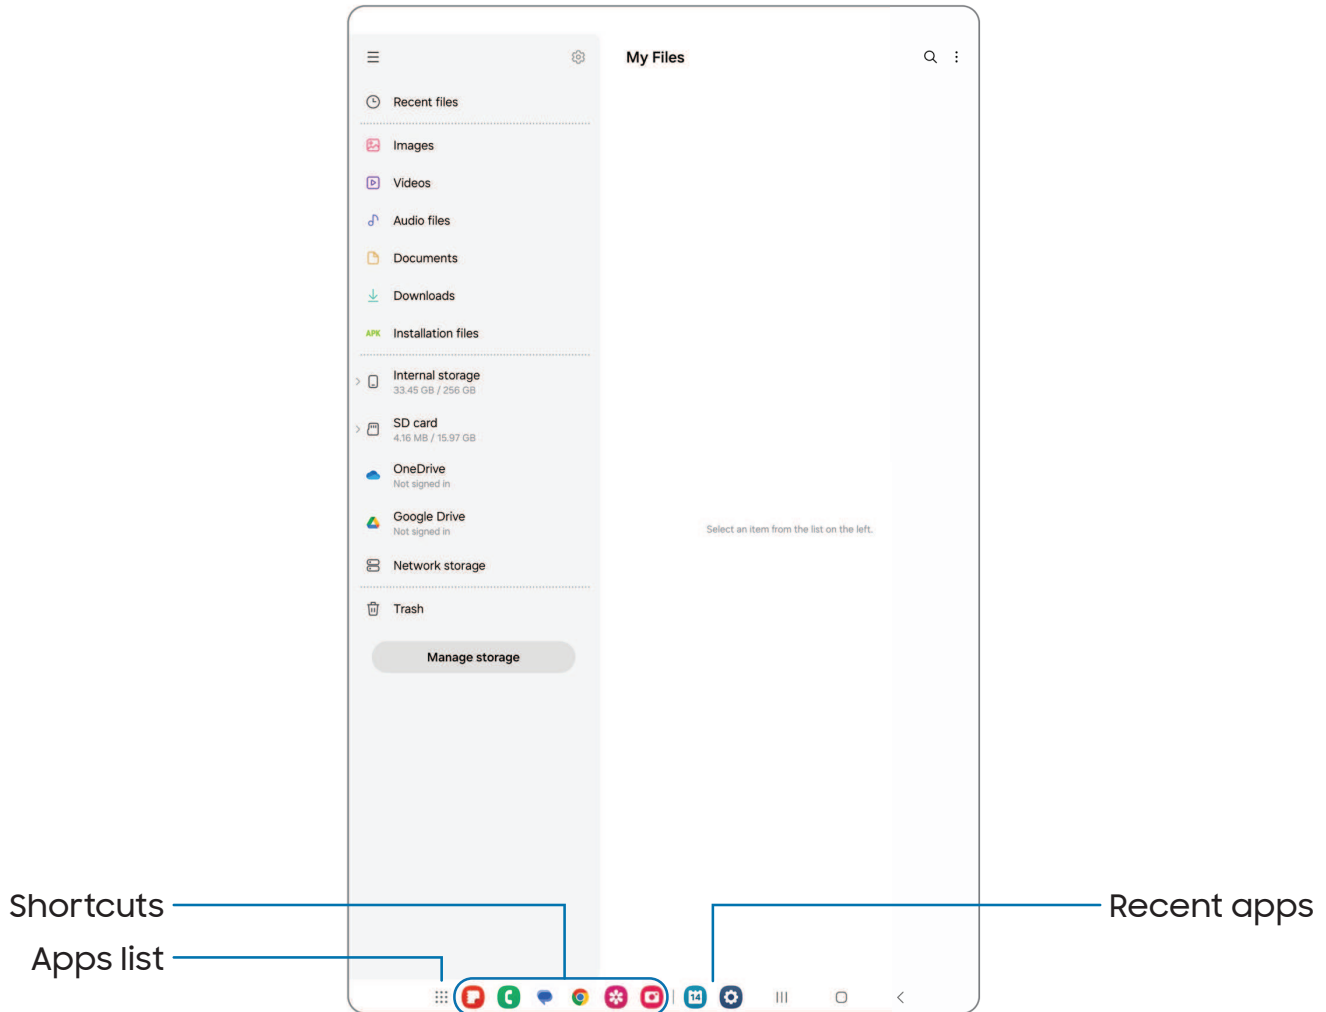 My Files
Recent files
Images
Videos
Audio files
Documents
Downloads
APK Installation files
Internal storage
33.45 GB / 256 GB
SD card
4.16 MB / 15.97 GB
OneDrive
Not signed in
Google Drive
Not signed in
Select an item from the list on the left.
Network storage
Trash
Manage storage
Shortcuts
Recent apps
Apps list
14